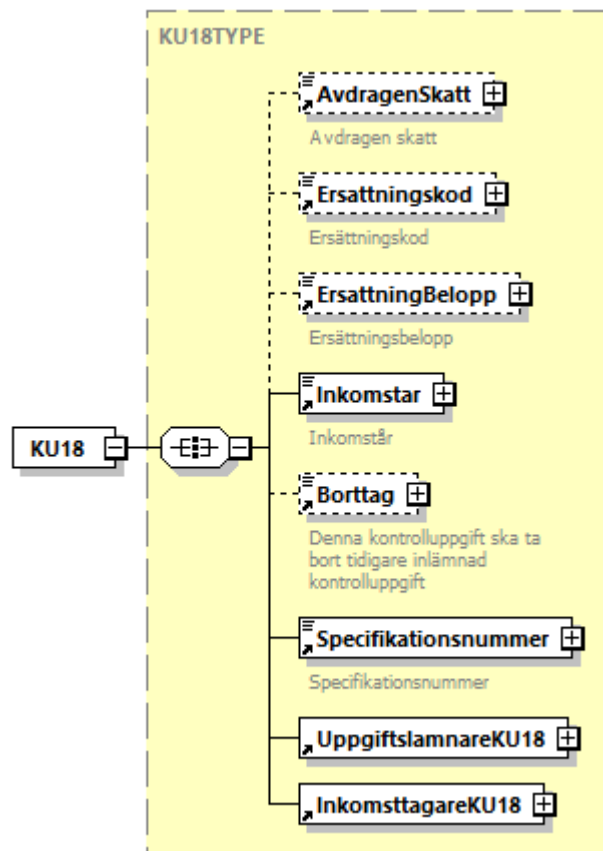 KU18TYPE
AvdragenSkatt
Avdragen skatt
Ersattningskod
Ersättningskod
ErsattningBelopp
Ersättningsbelopp
Inkomstar
Inkomstår
KU18
Borttag
Denna kontrolluppgift ska ta
bort tidigare inlämnad
kontrolluppgift
Specifikationsnummer
Specifikationsnummer
UppgiftslamnareKU18
InkomsttagareKU18